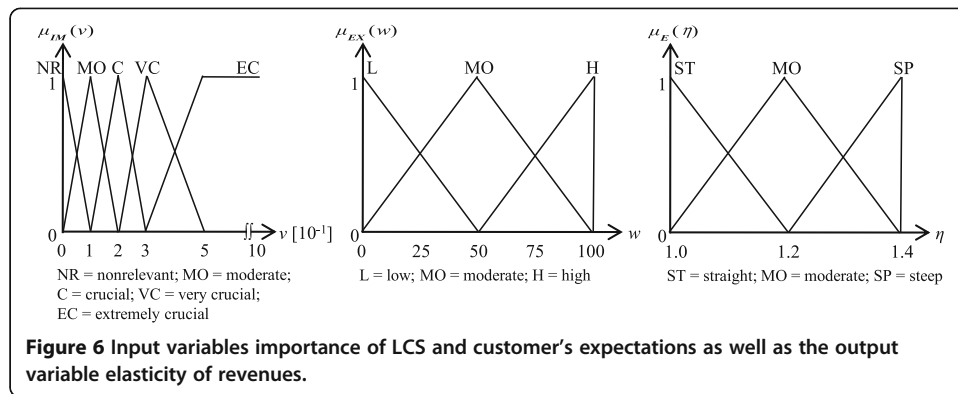 μ_IM (v)
NR MO C VC EC
1
0
0 1 2 3 5 10 v [10⁻¹]
NR = nonrelevant; MO = moderate;
C = crucial; VC = very crucial;
EC = extremely crucial
μ_EX (w)
L MO H
1
0
0 25 50 75 100 w
L = low; MO = moderate; H = high
μ_E (η)
ST MO SP
1
0
1.0 1.2 1.4 η
ST = straight; MO = moderate; SP = steep
Figure 6 Input variables importance of LCS and customer's expectations as well as the output
variable elasticity of revenues.